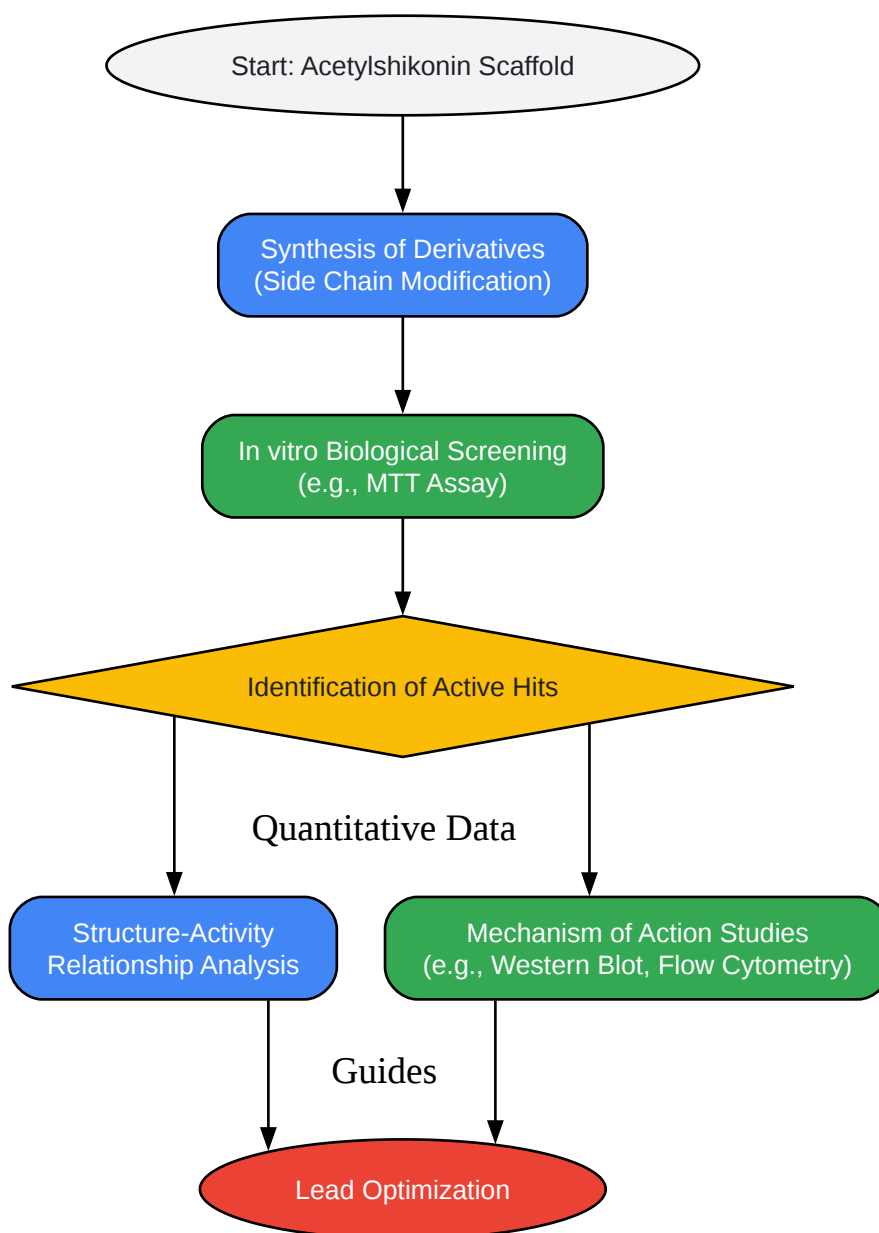 Start: Acetylshikonin Scaffold
Synthesis of Derivatives
(Side Chain Modification)
In vitro Biological Screening
(e.g., MTT Assay)
Identification of Active Hits
Quantitative Data
Structure-Activity
Relationship Analysis
Mechanism of Action Studies
(e.g., Western Blot, Flow Cytometry)
Guides
Lead Optimization